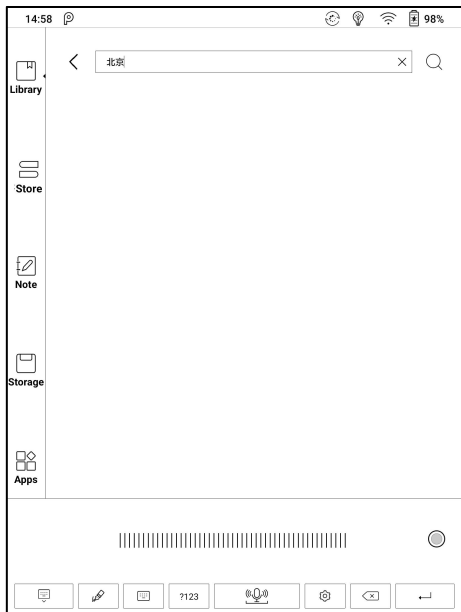 14:58 98%
北京
Library
Store
Note
Storage
Apps
?123